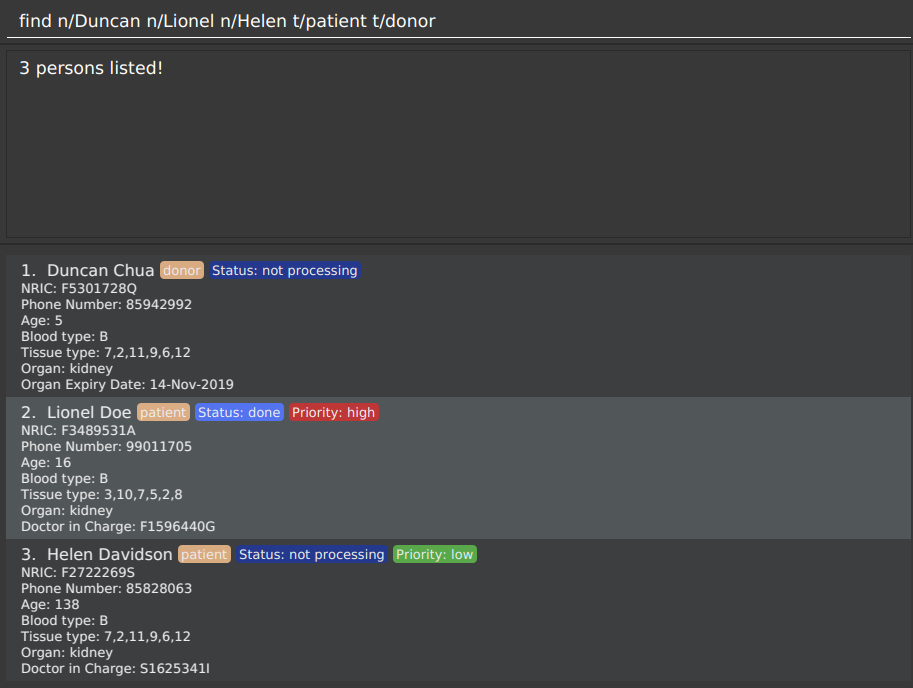 find n/Duncan n/Lionel n/Helen t/patient t/donor
3 persons listed!
1. Duncan Chua donor Status: not processing
NRIC: F5301728Q
Phone Number: 85942992
Age: 5
Blood type: B
Tissue type: 7,2,11,9,6,12
Organ: kidney
Organ Expiry Date: 14-Nov-2019
2. Lionel Doe patient Status: done Priority: high
NRIC: F3489531A
Phone Number: 99011705
Age: 16
Blood type: B
Tissue type: 3,10,7,5,2,8
Organ: kidney
Doctor in Charge: F1596440G
3. Helen Davidson patient Status: not processing Priority: low
NRIC: F2722269S
Phone Number: 85828063
Age: 138
Blood type: B
Tissue type: 7,2,11,9,6,12
Organ: kidney
Doctor in Charge: S1625341I